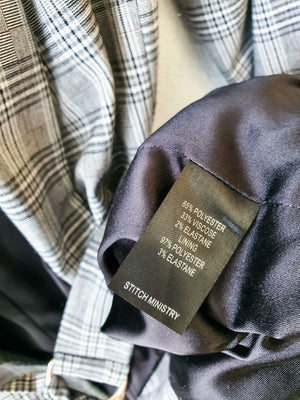 65% POLYESTER
33% VISCOSE
2% ELASTANE
LINING
97% POLYESTER
3% ELASTANE
STITCH MINISTRY